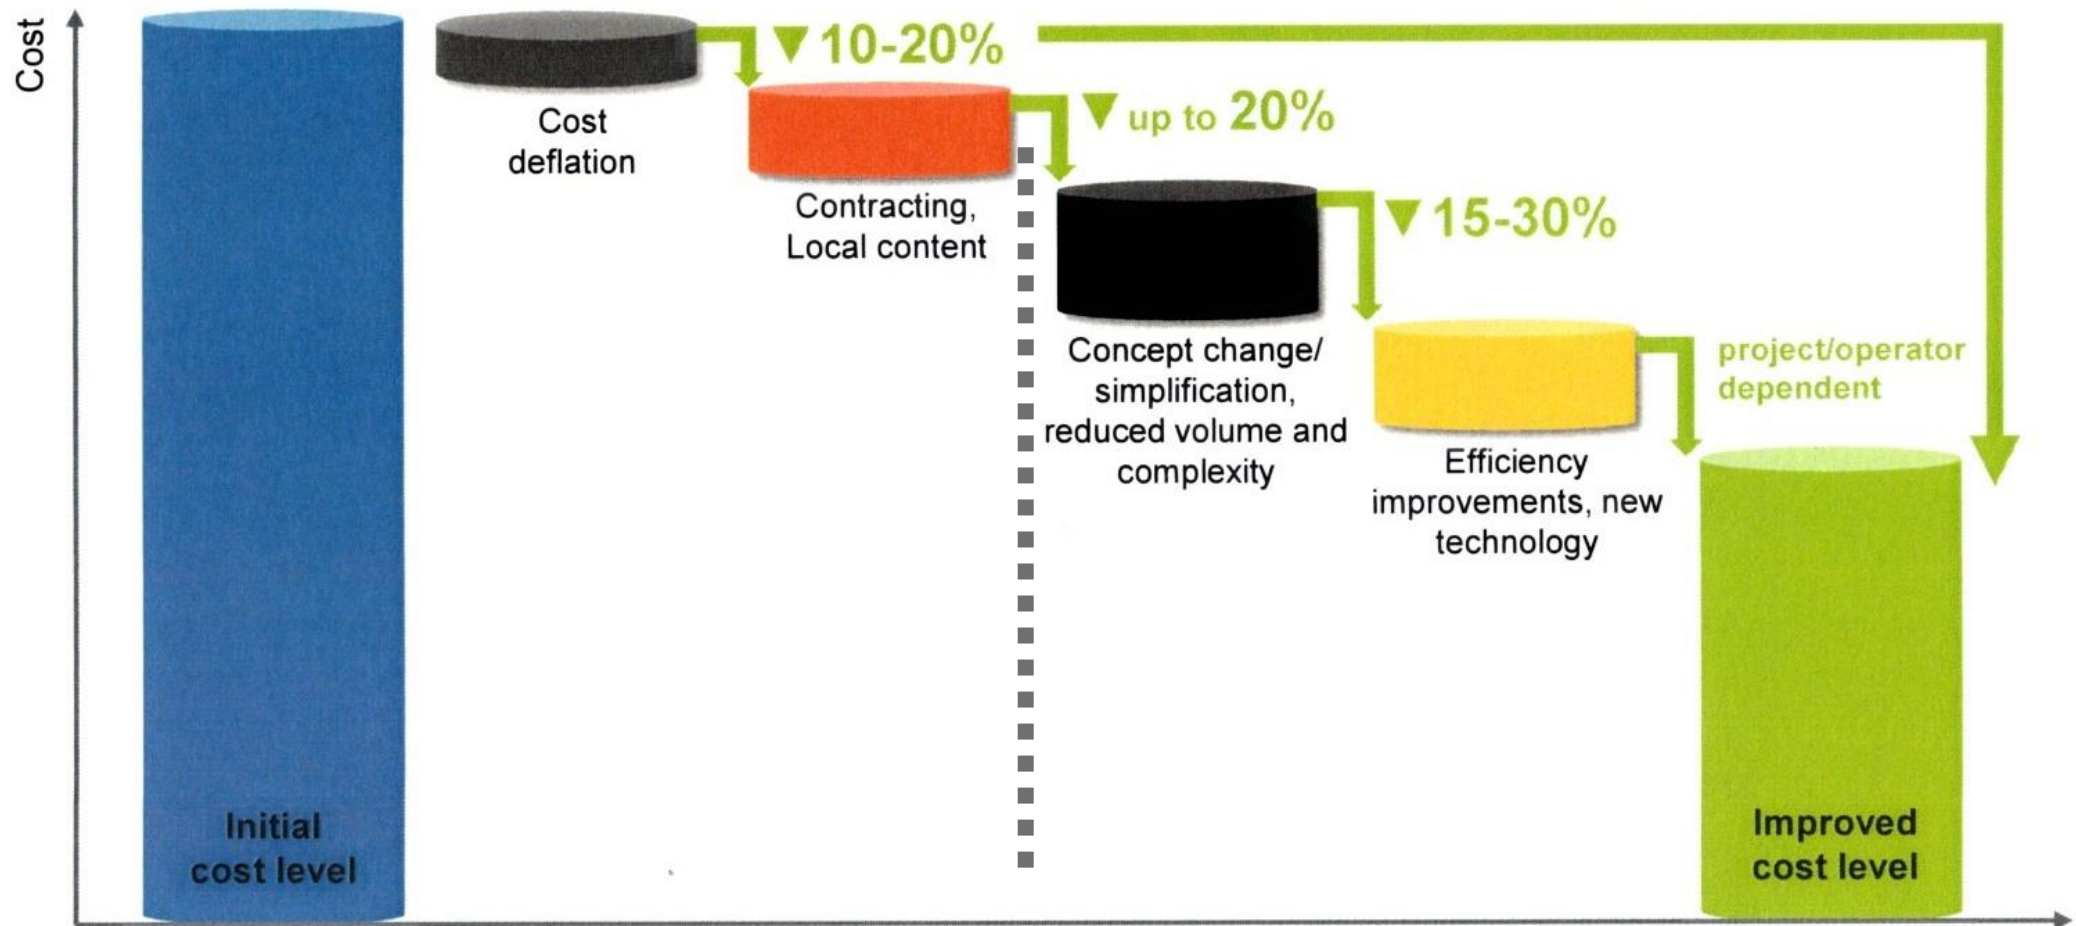 Cost
▼ 10-20%
▼ up to 20%
▼ 15-30%
Cost
deflation
Contracting,
Local content
Concept change/
simplification,
reduced volume and
complexity
project/operator
dependent
Efficiency
improvements, new
technology
Initial
cost level
Improved
cost level